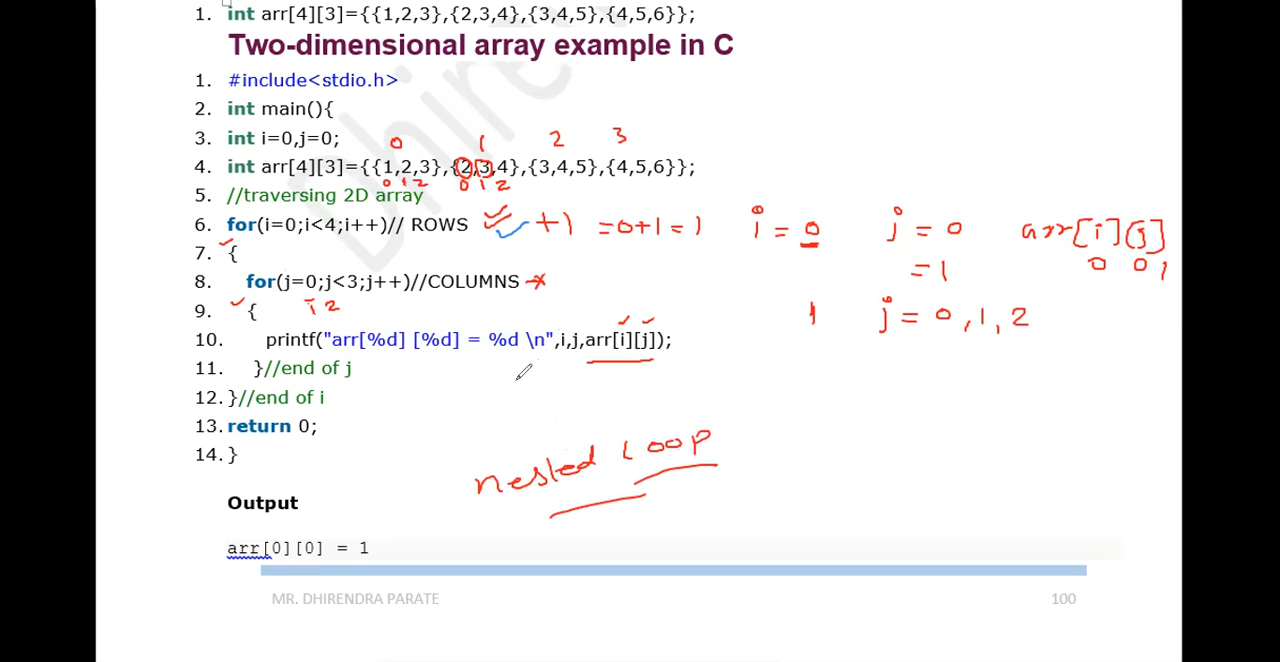 1. int arr[4][3]={{1,2,3},{2,3,4},{3,4,5},{4,5,6}};
Two-dimensional array example in C
1. #include<stdio.h>
2. int main(){
3. int i=0,j=0;
0 1 2 3
4. int arr[4][3]={{1,2,3},{2,3,4},{3,4,5},{4,5,6}};
0 1 2 0 1 2
5. //traversing 2D array
6. for(i=0;i<4;i++)// ROWS +1 =0+1=1 i = 0 j = 0 arr[i][j]
= 1 0 0 1
7. {
8. for(j=0;j<3;j++)//COLUMNS
9. { 1 2 1 j = 0,1,2
10. printf("arr[%d] [%d] = %d \n",i,j,arr[i][j]);
11. }//end of j
12. }//end of i
13. return 0;
14. }
nested Loop
Output
arr[0][0] = 1
MR. DHIRENDRA PARATE 100